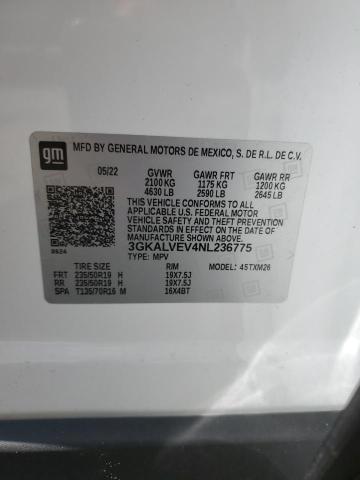 gm
MFD BY GENERAL MOTORS DE MEXICO, S. DE R.L. DE C.V.
05/22 GVWR GAWR FRT GAWR RR
2100 KG 1175 KG 1200 KG
4630 LB 2590 LB 2645 LB
THIS VEHICLE CONFORMS TO ALL APPLICABLE
U.S. FEDERAL MOTOR
VEHICLE SAFETY AND THEFT PREVENTION
STANDARDS IN EFFECT ON THE DATE OF
MANUFACTURE SHOWN ABOVE.
3GKALVEV4NL236775
TYPE: MPV
TIRE SIZE RIM 45TXM26
FRT 235/50R19 H 19X7.5J
RR 235/50R19 H 19X7.5J
SPA T135/70R16 M 16X4BT